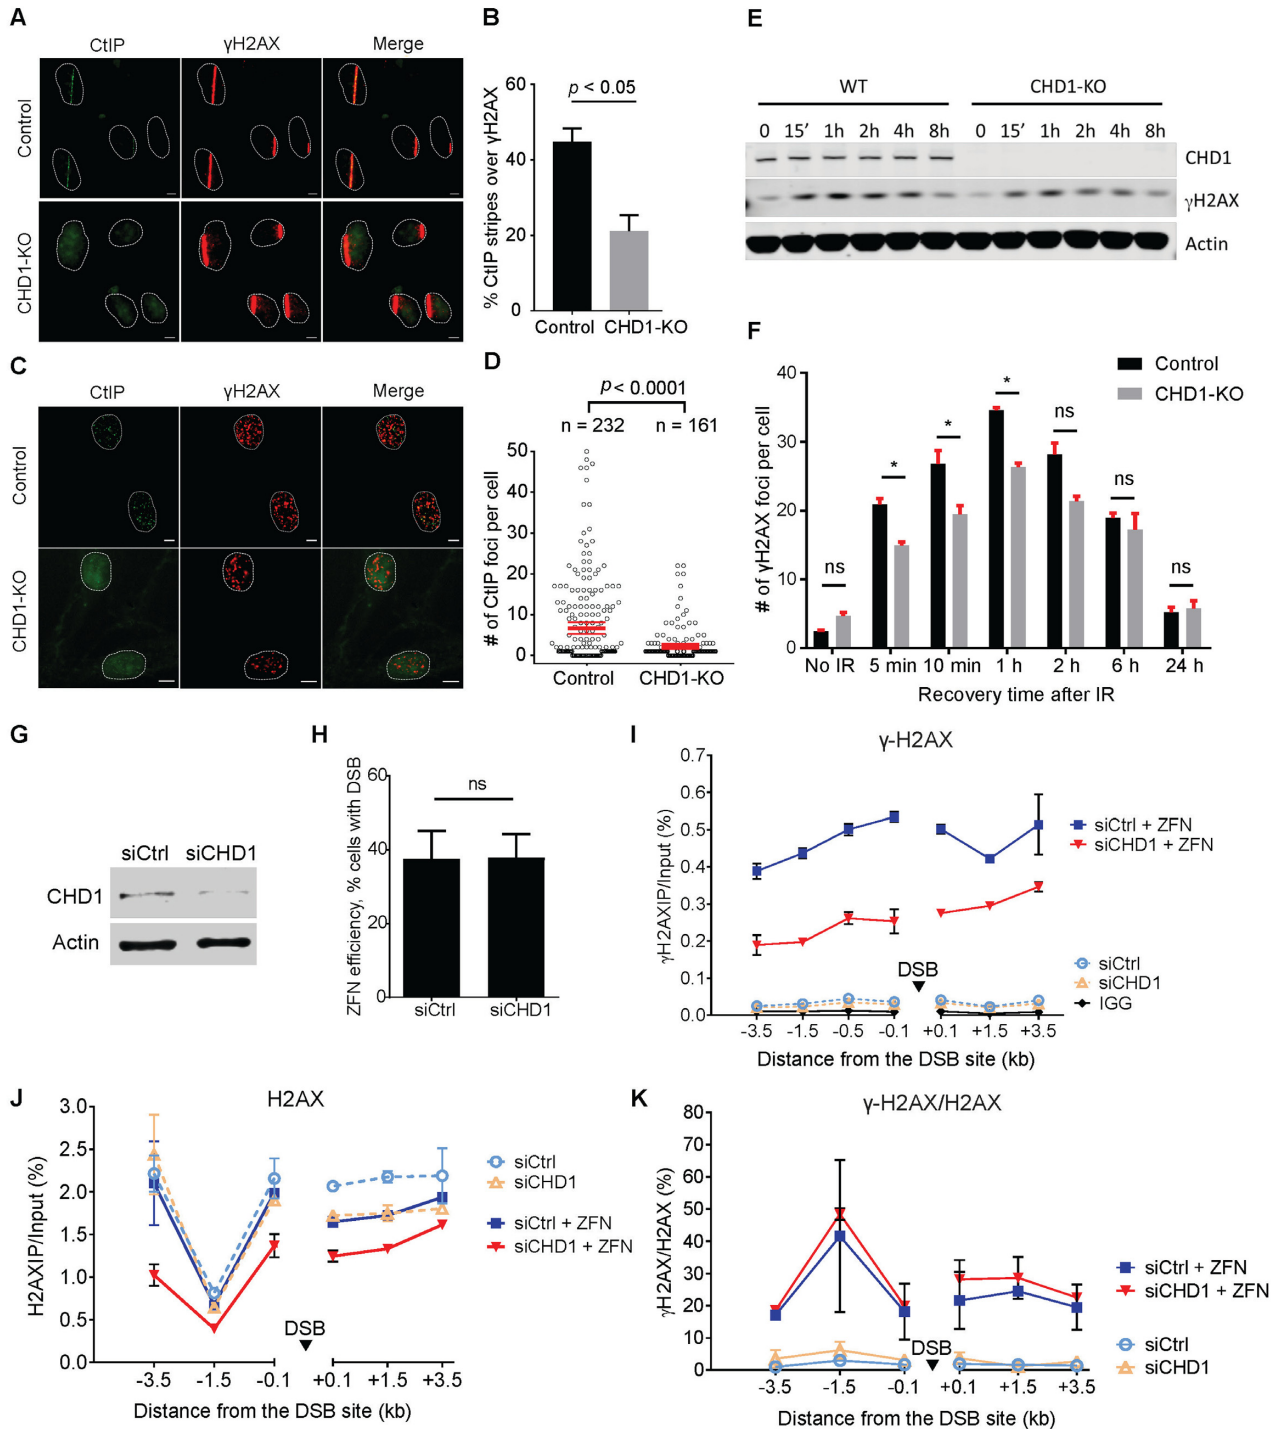 A
CtIP γH2AX Merge
Control
CHD1-KO
B
% CtIP stripes over γH2AX
60
40
20
0
p < 0.05
Control CHD1-KO
C
CtIP γH2AX Merge
Control
CHD1-KO
D
p < 0.0001
n = 232 n = 161
# of CtIP foci per cell
50
40
30
20
10
0
Control CHD1-KO
E
WT CHD1-KO
0 15’ 1h 2h 4h 8h 0 15’ 1h 2h 4h 8h
CHD1
γH2AX
Actin
F
Control
CHD1-KO
# of γH2AX foci per cell
40
30
20
10
0
ns * * * ns ns ns
No IR 5 min 10 min 1 h 2 h 6 h 24 h
Recovery time after IR
G
siCtrl siCHD1
CHD1
Actin
H
ZFN efficiency, % cells with DSB
60
40
20
0
ns
siCtrl siCHD1
I
γ-H2AX
γH2AXIP/Input (%)
0.7
0.6
0.5
0.4
0.3
0.2
0.1
0.0
siCtrl + ZFN
siCHD1 + ZFN
DSB
siCtrl
siCHD1
IGG
-3.5 -1.5 -0.5 -0.1 +0.1 +1.5 +3.5
Distance from the DSB site (kb)
J
H2AX
H2AXIP/Input (%)
3.0
2.5
2.0
1.5
1.0
0.5
0.0
siCtrl
siCHD1
siCtrl + ZFN
siCHD1 + ZFN
DSB
-3.5 -1.5 -0.1 +0.1 +1.5 +3.5
Distance from the DSB site (kb)
K
γ-H2AX/H2AX
γH2AX/H2AX (%)
80
70
60
50
40
30
20
10
0
siCtrl + ZFN
siCHD1 + ZFN
siCtrl
siCHD1
DSB
-3.5 -1.5 -0.1 +0.1 +1.5 +3.5
Distance from the DSB site (kb)